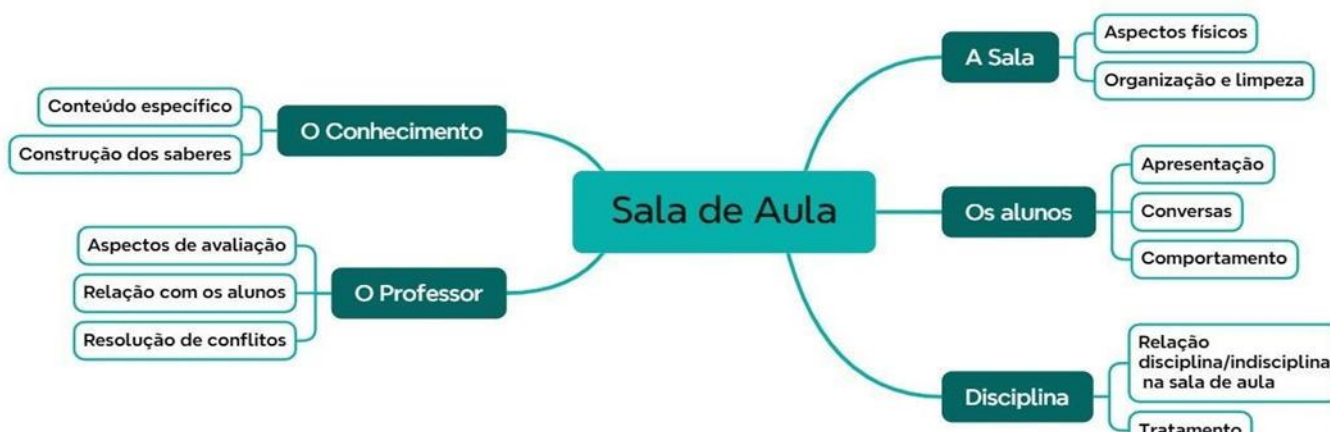 Sala de Aula
O Conhecimento
Conteúdo específico
Construção dos saberes
O Professor
Aspectos de avaliação
Relação com os alunos
Resolução de conflitos
A Sala
Aspectos físicos
Organização e limpeza
Os alunos
Apresentação
Conversas
Comportamento
Disciplina
Relação
disciplina/indisciplina
na sala de aula
Tratamento